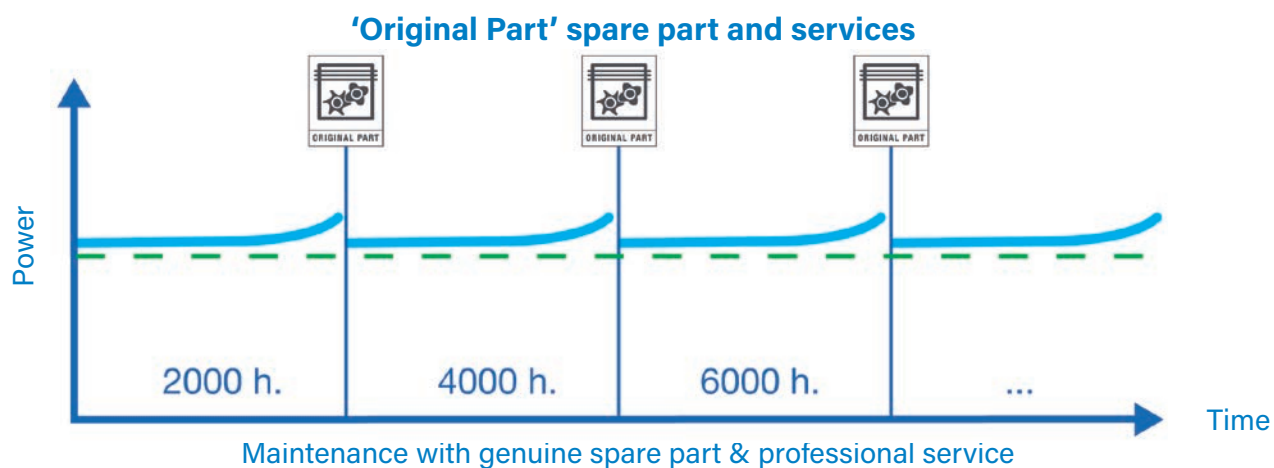 ‘Original Part’ spare part and services
ORIGINAL PART
ORIGINAL PART
ORIGINAL PART
Power
2000 h.
4000 h.
6000 h.
...
Time
Maintenance with genuine spare part & professional service